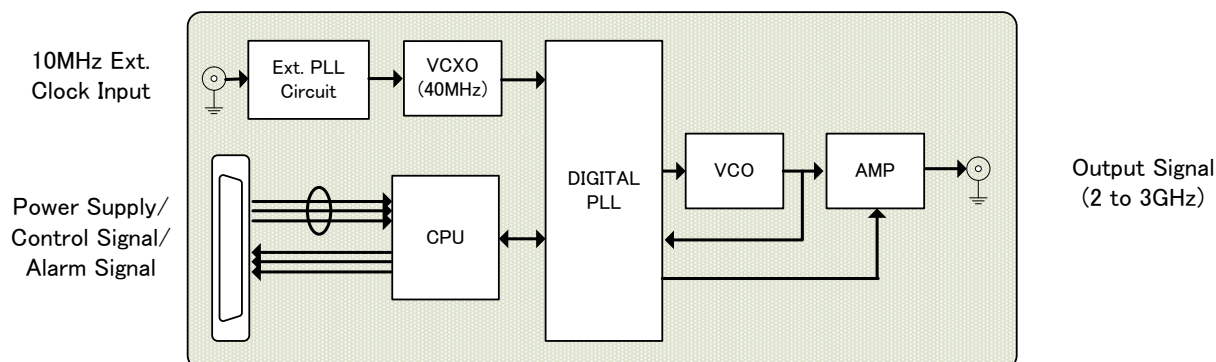 10MHz Ext.
Clock Input
Ext. PLL
Circuit
VCXO
(40MHz)
DIGITAL
PLL
VCO
AMP
Output Signal
(2 to 3GHz)
Power Supply/
Control Signal/
Alarm Signal
CPU